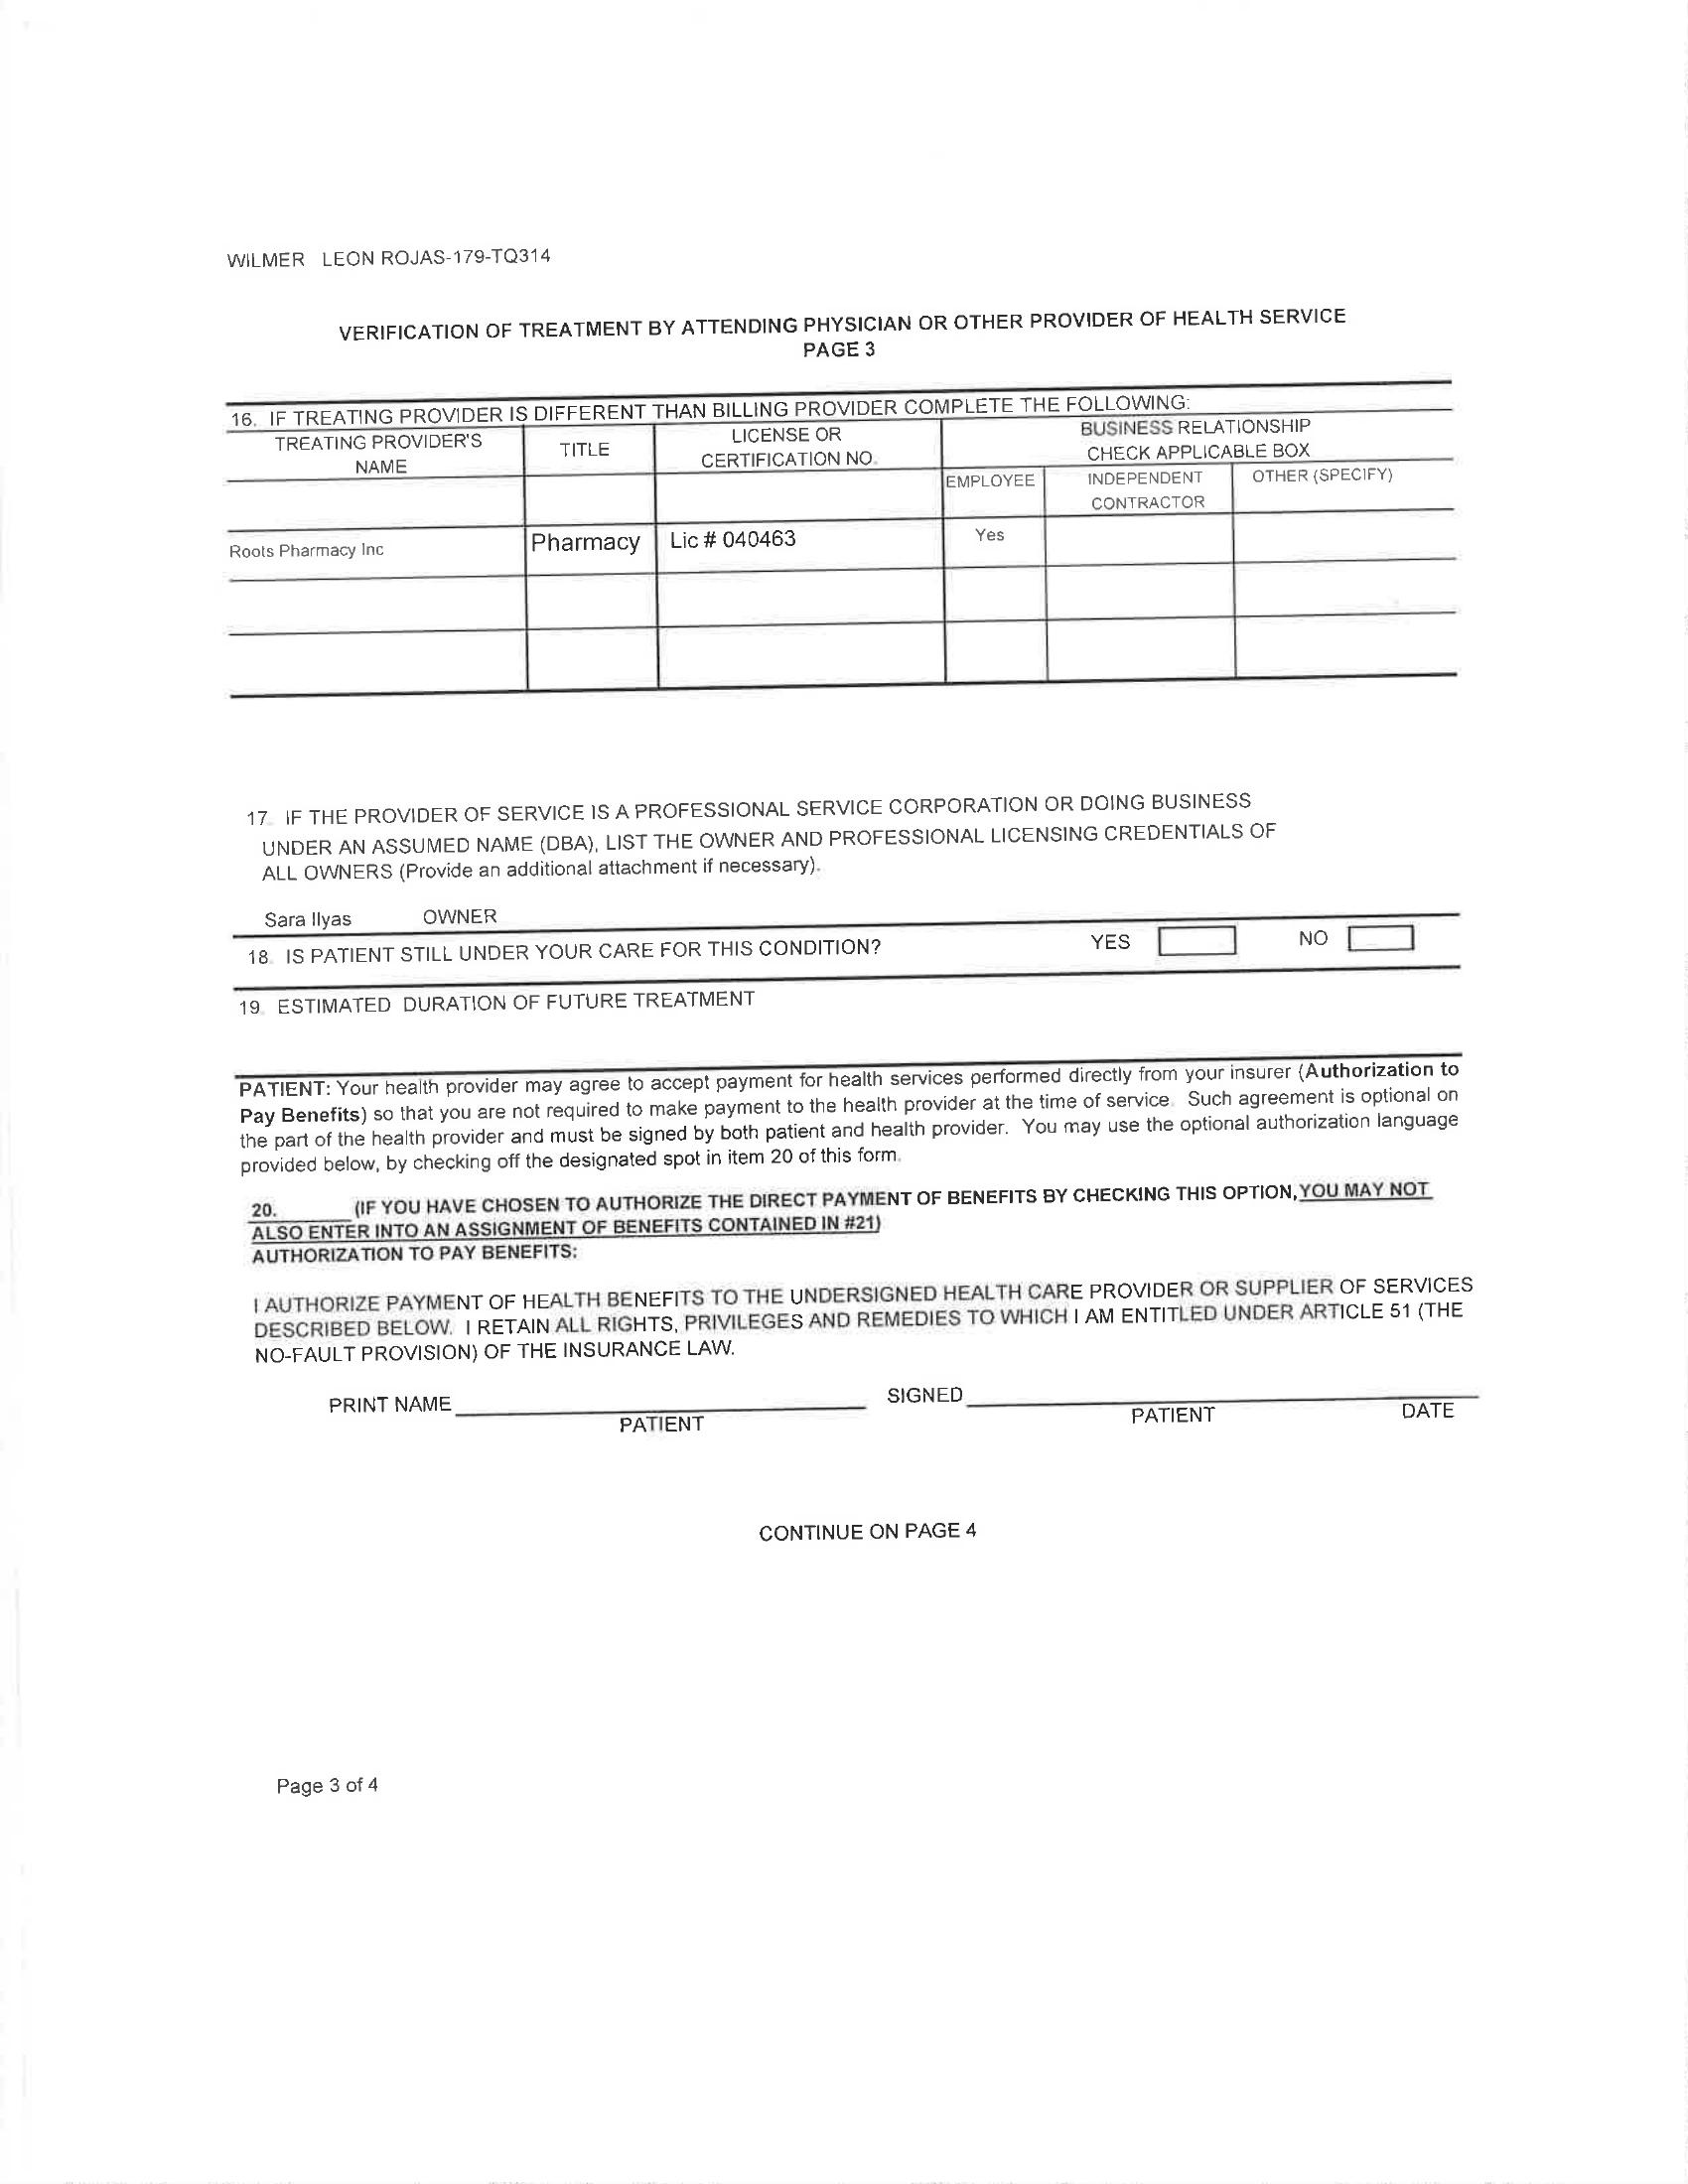 WILMER LEON ROJAS-179-TQ314
VERIFICATION OF TREATMENT BY ATTENDING PHYSICIAN OR OTHER PROVIDER OF HEALTH SERVICE
PAGE 3
16. IF TREATING PROVIDER IS DIFFERENT THAN BILLING PROVIDER COMPLETE THE FOLLOWING:
TREATING PROVIDER'S NAME
TITLE
LICENSE OR CERTIFICATION NO.
BUSINESS RELATIONSHIP
CHECK APPLICABLE BOX
EMPLOYEE
INDEPENDENT CONTRACTOR
OTHER (SPECIFY)
Roots Pharmacy Inc Pharmacy Lic # 040463 Yes
17. IF THE PROVIDER OF SERVICE IS A PROFESSIONAL SERVICE CORPORATION OR DOING BUSINESS
UNDER AN ASSUMED NAME (DBA), LIST THE OWNER AND PROFESSIONAL LICENSING CREDENTIALS OF
ALL OWNERS (Provide an additional attachment if necessary).
Sara Ilyas OWNER
18. IS PATIENT STILL UNDER YOUR CARE FOR THIS CONDITION? YES NO
19. ESTIMATED DURATION OF FUTURE TREATMENT
PATIENT: Your health provider may agree to accept payment for health services performed directly from your insurer (Authorization to
Pay Benefits) so that you are not required to make payment to the health provider at the time of service. Such agreement is optional on
the part of the health provider and must be signed by both patient and health provider. You may use the optional authorization language
provided below, by checking off the designated spot in item 20 of this form.
20. (IF YOU HAVE CHOSEN TO AUTHORIZE THE DIRECT PAYMENT OF BENEFITS BY CHECKING THIS OPTION, YOU MAY NOT
ALSO ENTER INTO AN ASSIGNMENT OF BENEFITS CONTAINED IN #21)
AUTHORIZATION TO PAY BENEFITS:
I AUTHORIZE PAYMENT OF HEALTH BENEFITS TO THE UNDERSIGNED HEALTH CARE PROVIDER OR SUPPLIER OF SERVICES
DESCRIBED BELOW. I RETAIN ALL RIGHTS, PRIVILEGES AND REMEDIES TO WHICH I AM ENTITLED UNDER ARTICLE 51 (THE
NO-FAULT PROVISION) OF THE INSURANCE LAW.
PRINT NAME SIGNED
PATIENT PATIENT DATE
CONTINUE ON PAGE 4
Page 3 of 4